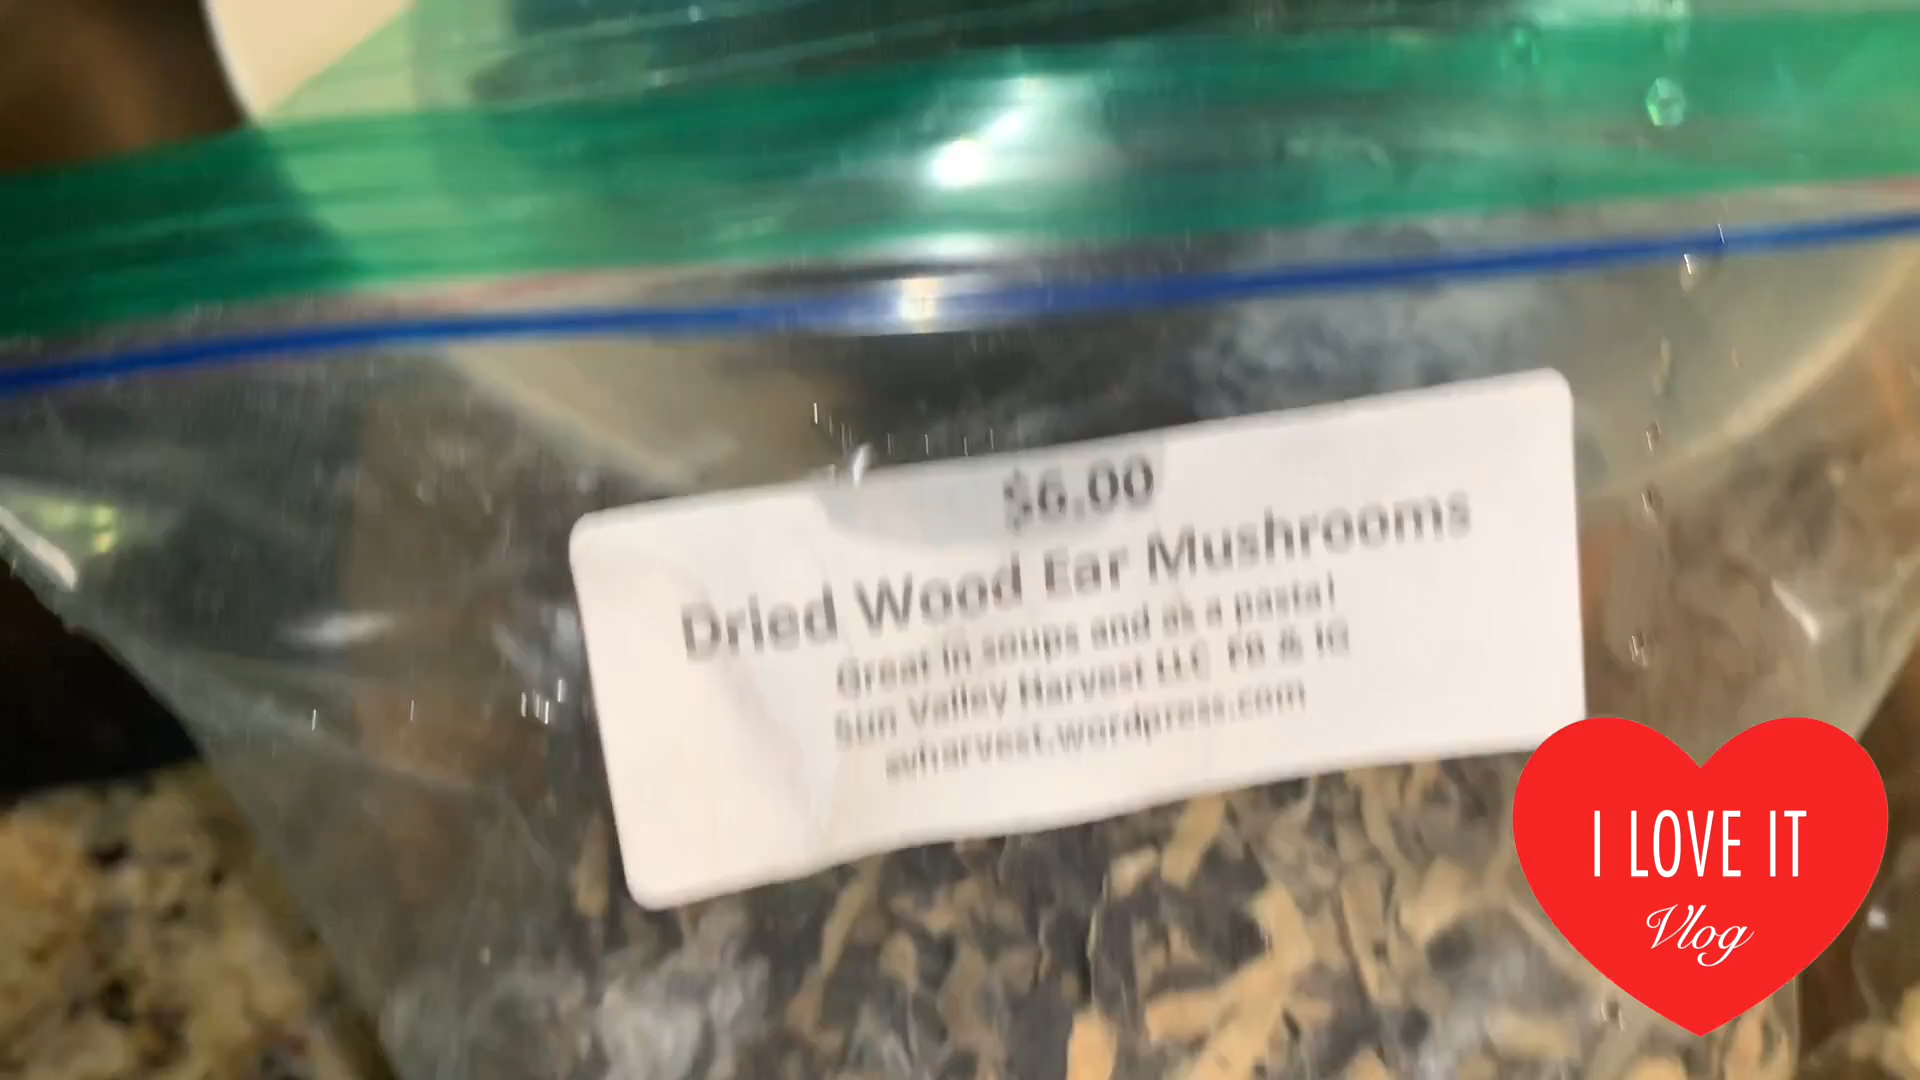 $6.00
Dried Wood Ear Mushrooms
Great in soups and as a pasta!
Sun Valley Harvest LLC FB & IG
svharvest.wordpress.com
I LOVE IT
Vlog